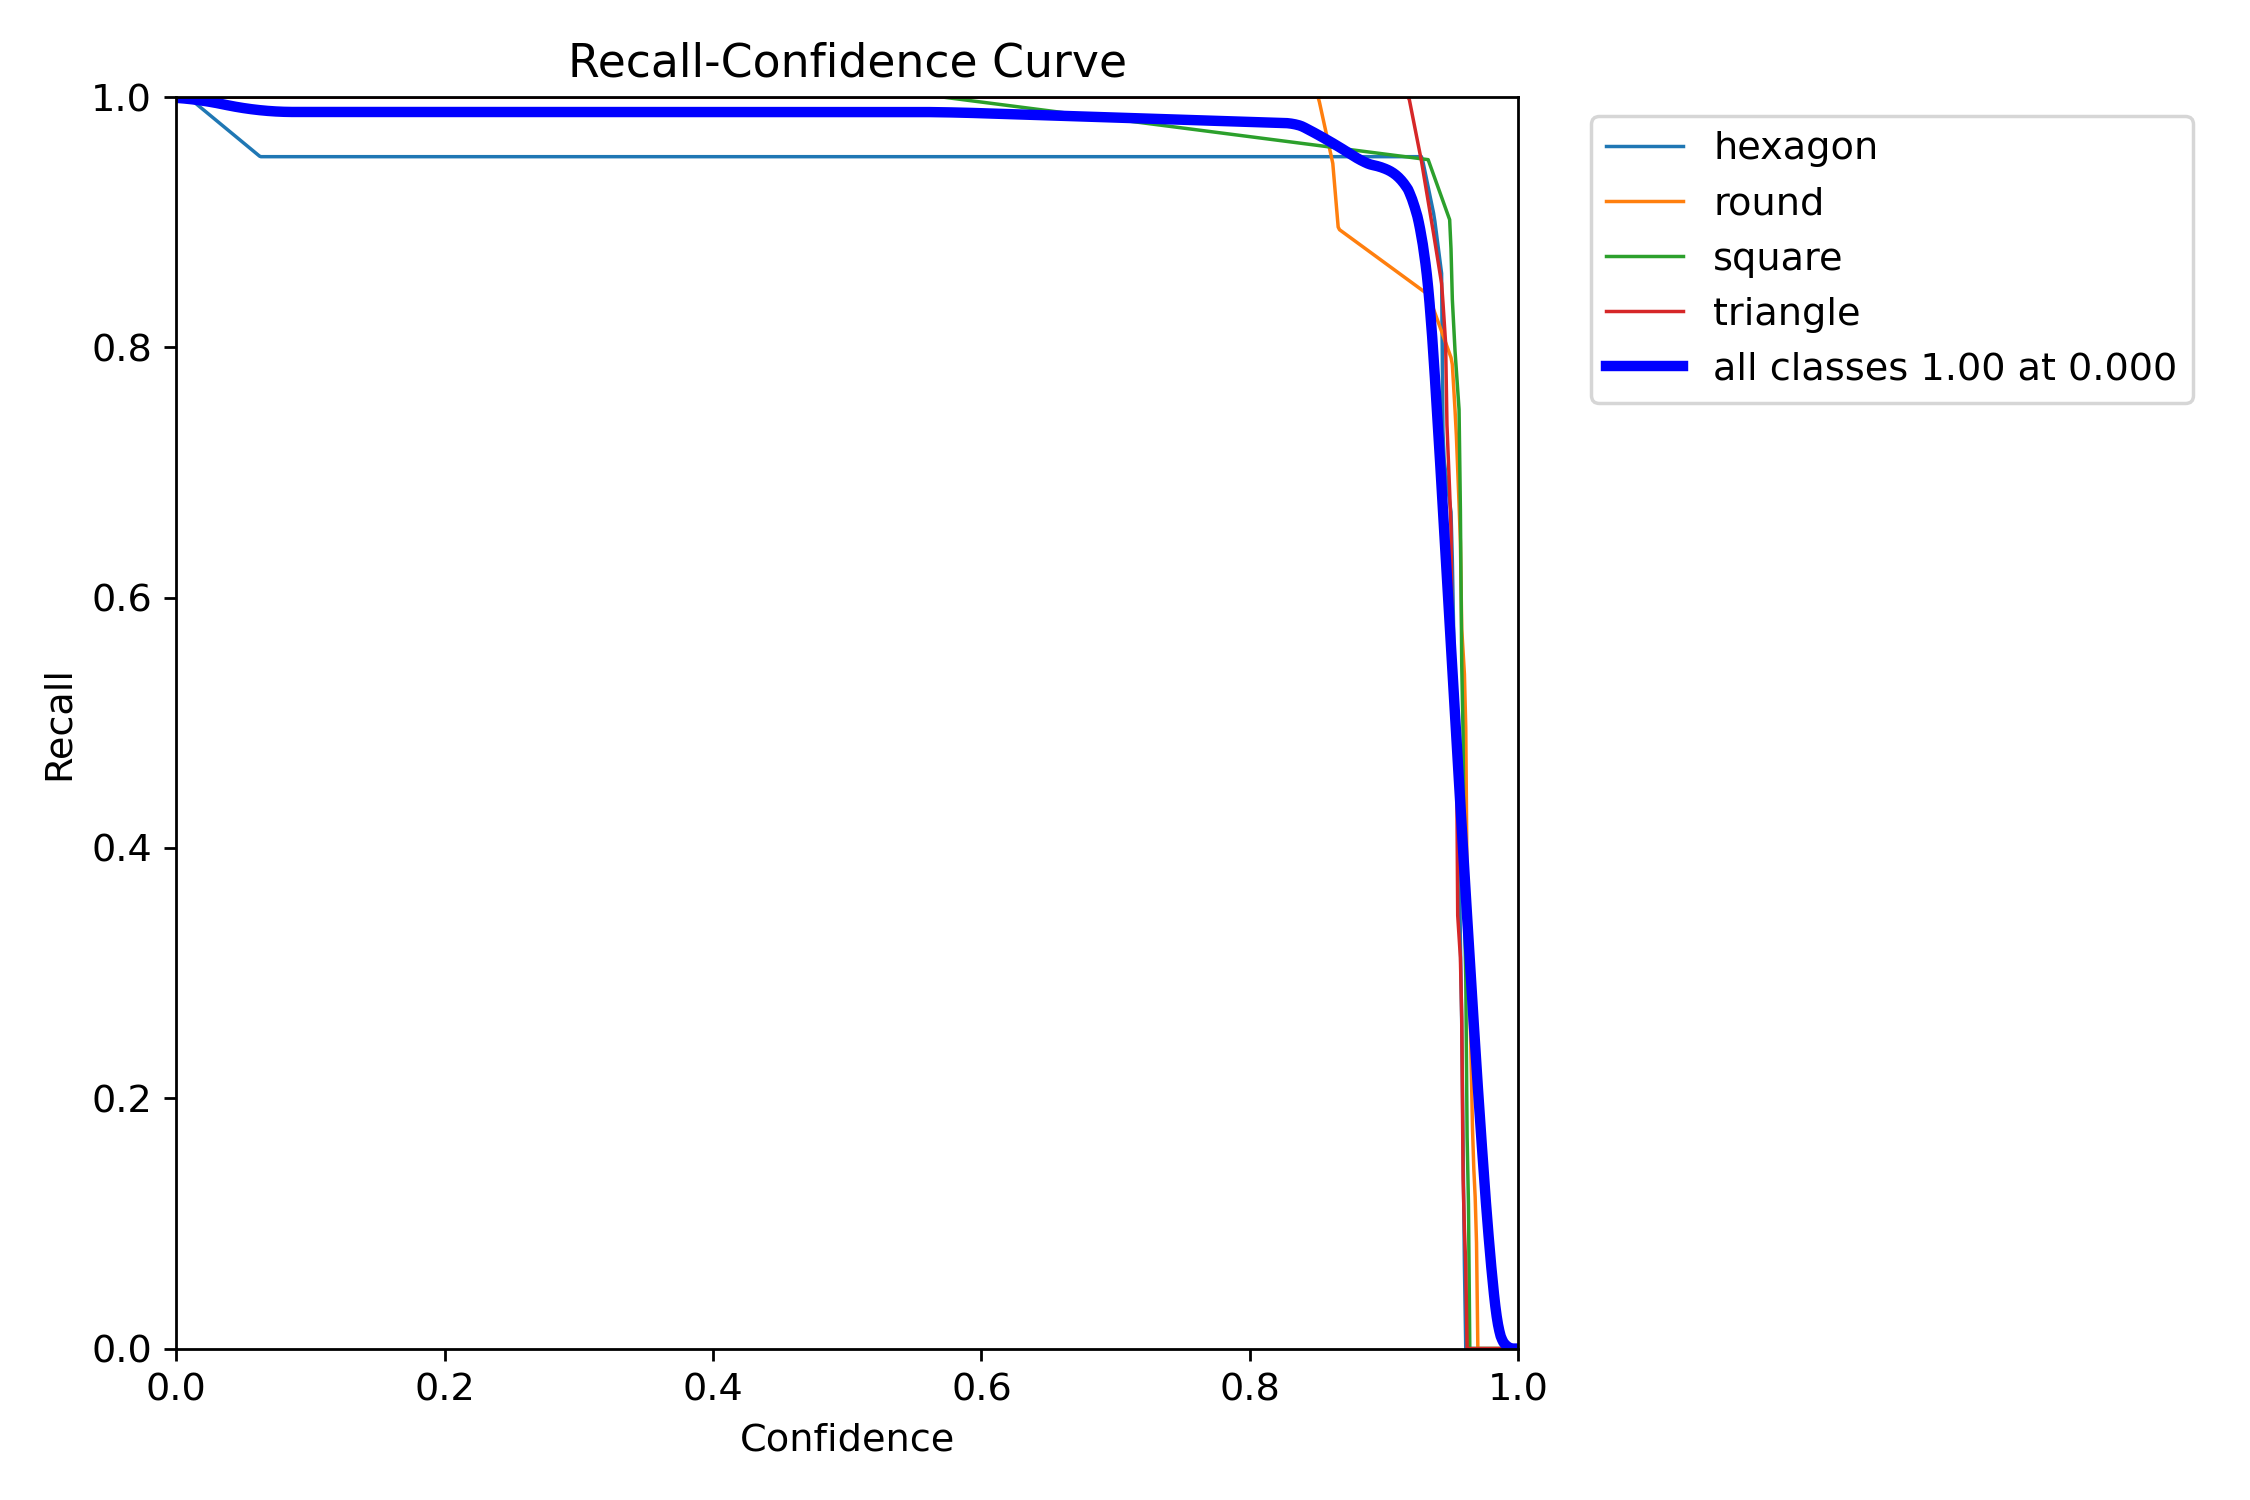 Recall-Confidence Curve
1.0
0.8
0.6
0.4
0.2
0.0
Recall
0.0 0.2 0.4 0.6 0.8 1.0
Confidence
hexagon
round
square
triangle
all classes 1.00 at 0.000